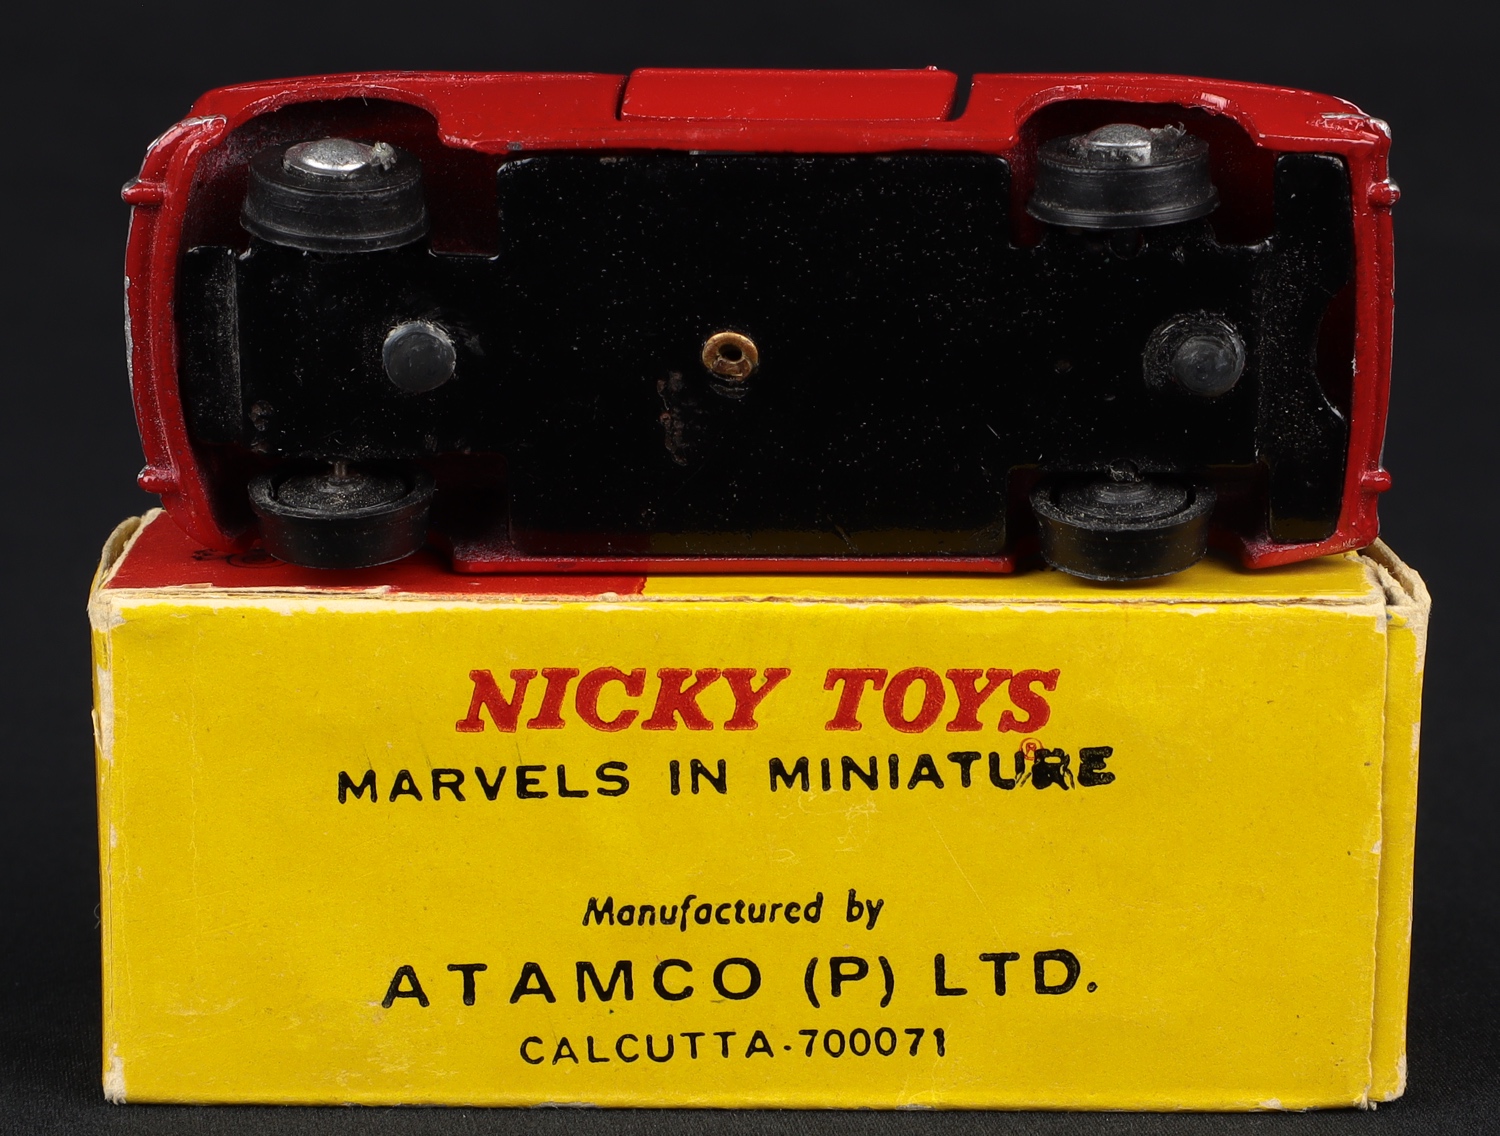 NICKY TOYS
MARVELS IN MINIATURE
Manufactured by
ATAMCO (P) LTD.
CALCUTTA-700071